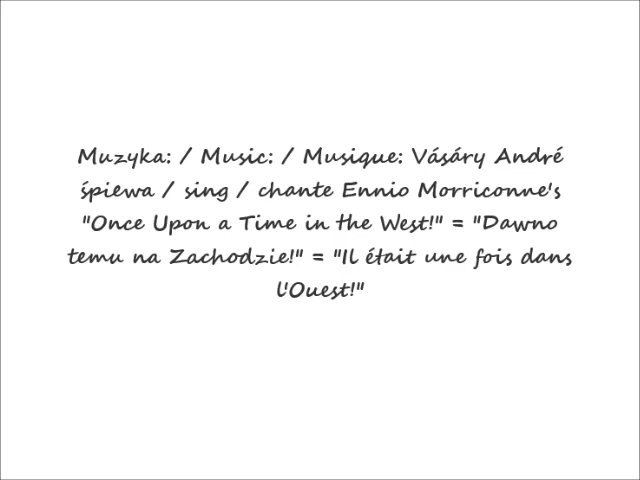 Muzyka: / Music: / Musique: Vásáry André
śpiewa / sing / chante Ennio Morriconne's
"Once Upon a Time in the West!" = "Dawno
temu na Zachodzie!" = "Il était une fois dans
l'Ouest!"